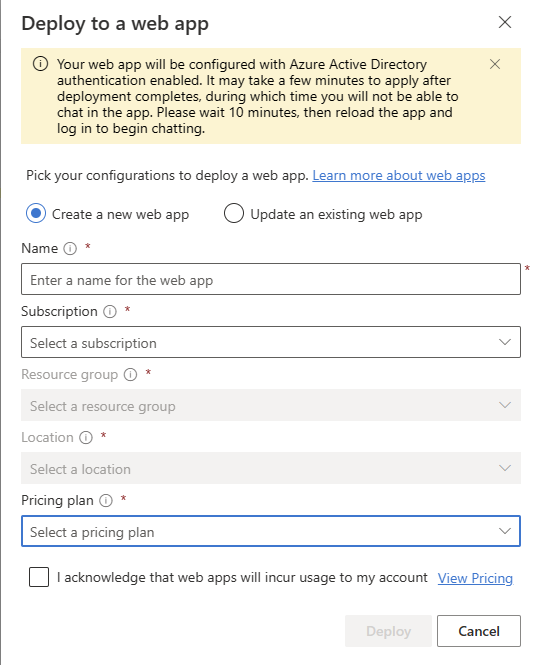 Deploy to a web app
Your web app will be configured with Azure Active Directory
authentication enabled. It may take a few minutes to apply after
deployment completes, during which time you will not be able to
chat in the app. Please wait 10 minutes, then reload the app and
log in to begin chatting.
Pick your configurations to deploy a web app. Learn more about web apps
Create a new web app Update an existing web app
Name *
Enter a name for the web app *
Subscription *
Select a subscription
Resource group *
Select a resource group
Location *
Select a location
Pricing plan *
Select a pricing plan
I acknowledge that web apps will incur usage to my account View Pricing
Deploy Cancel